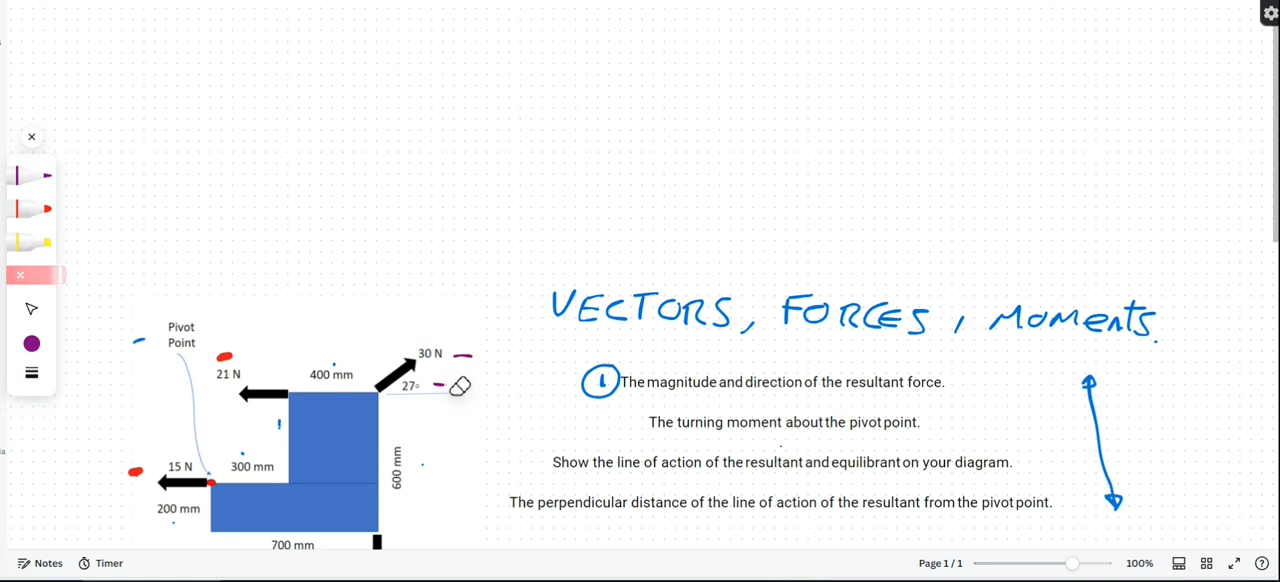 VECTORS, FORCES, MOMENTS.
Pivot
Point
30 N
21 N
400 mm
27°
① The magnitude and direction of the resultant force.
The turning moment about the pivot point.
15 N
300 mm
600 mm
Show the line of action of the resultant and equilibrant on your diagram.
200 mm
The perpendicular distance of the line of action of the resultant from the pivot point.
700 mm
Notes
Timer
Page 1 / 1
100%